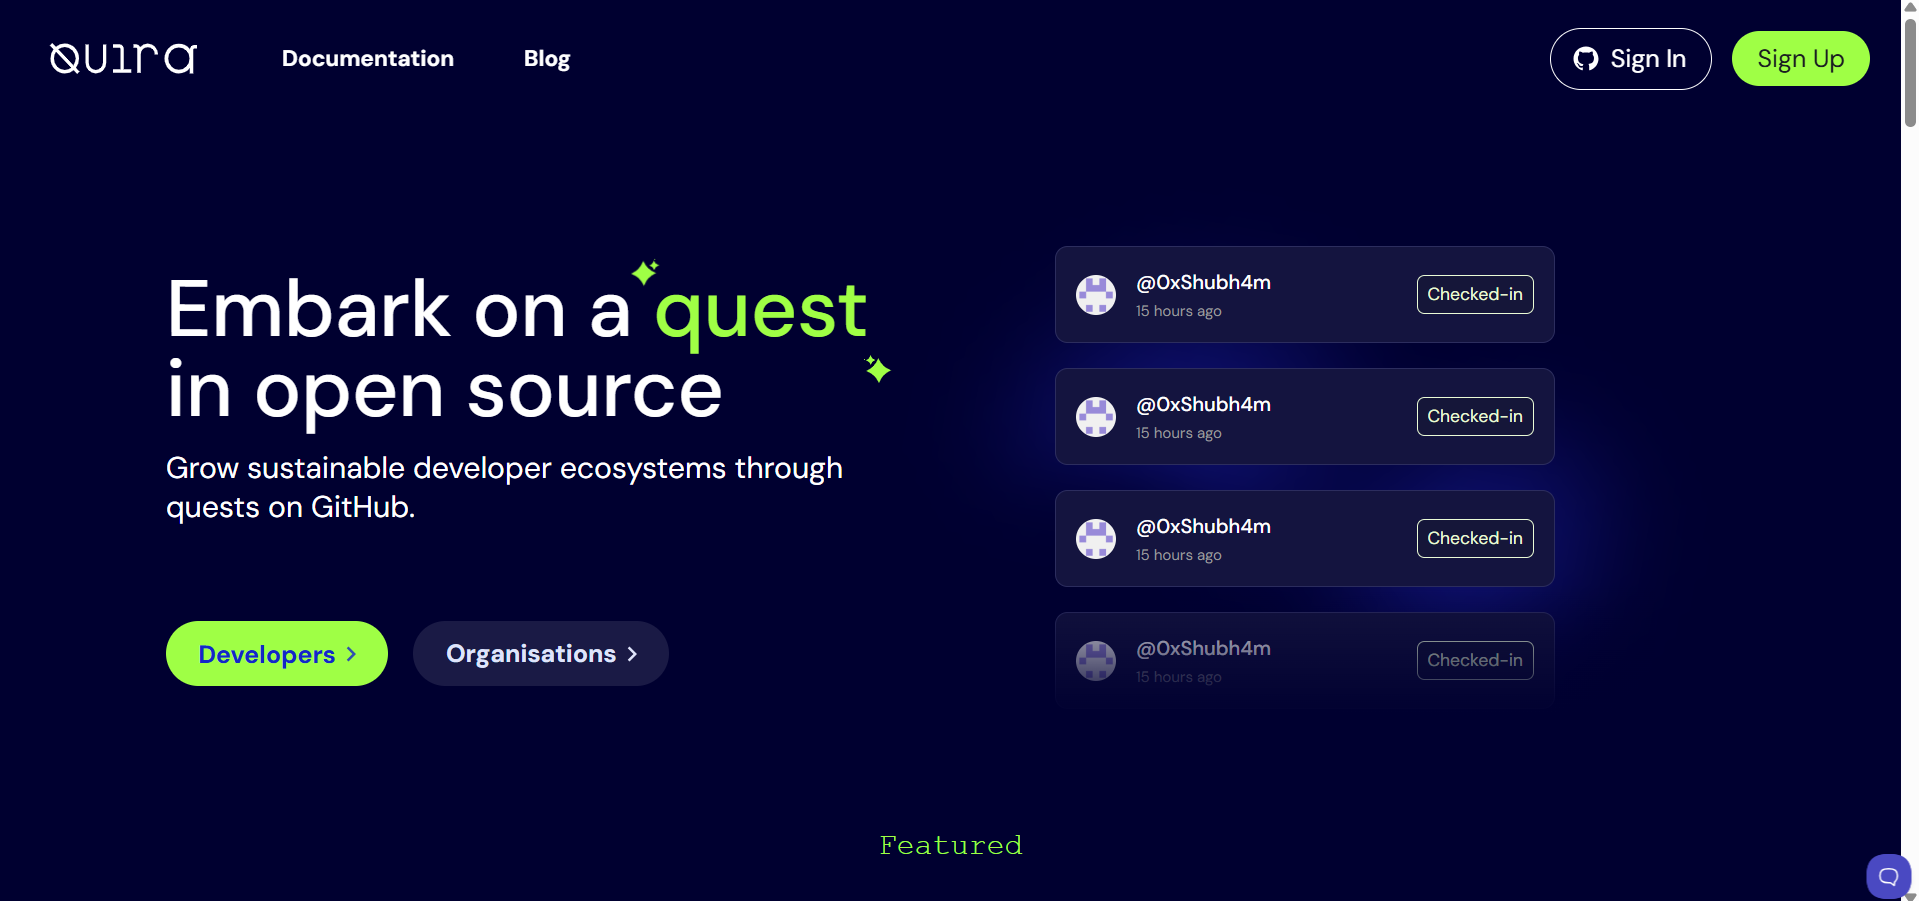 Quira
Documentation
Blog
Sign In
Sign Up
Embark on a quest
in open source
Grow sustainable developer ecosystems through
quests on GitHub.
Developers
Organisations
@0xShubh4m
15 hours ago
Checked-in
@0xShubh4m
15 hours ago
Checked-in
@0xShubh4m
15 hours ago
Checked-in
@0xShubh4m
15 hours ago
Checked-in
Featured